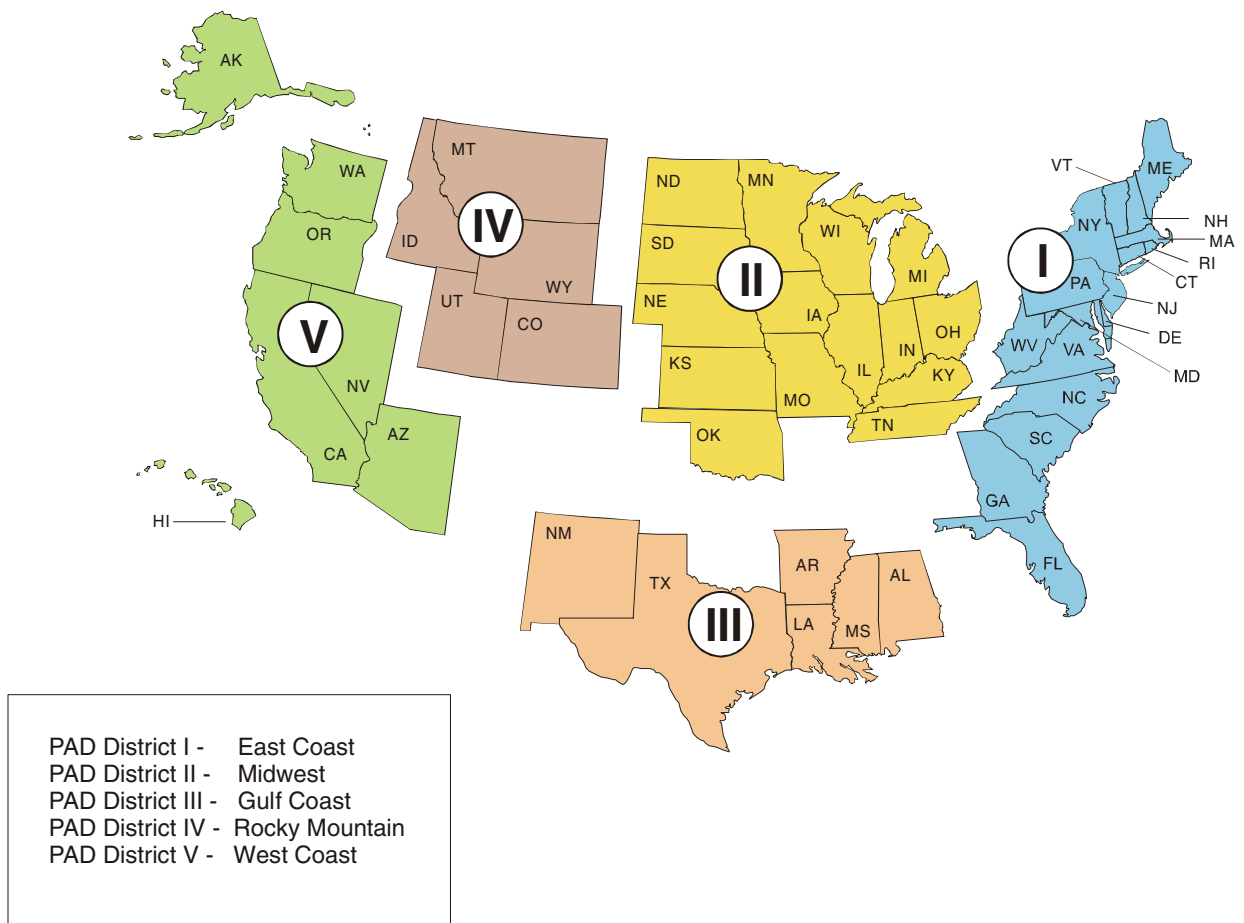 AK
WA
OR
V
NV
CA
AZ
HI
MT
IV
ID
WY
UT
CO
ND
MN
SD
WI
II
MI
NE
IA
OH
IN
IL
KS
KY
MO
TN
OK
NM
TX
AR
AL
III
LA
MS
VT
ME
NY
NH
MA
I
RI
CT
PA
NJ
DE
WV
VA
MD
NC
SC
GA
FL
PAD District I - East Coast
PAD District II - Midwest
PAD District III - Gulf Coast
PAD District IV - Rocky Mountain
PAD District V - West Coast